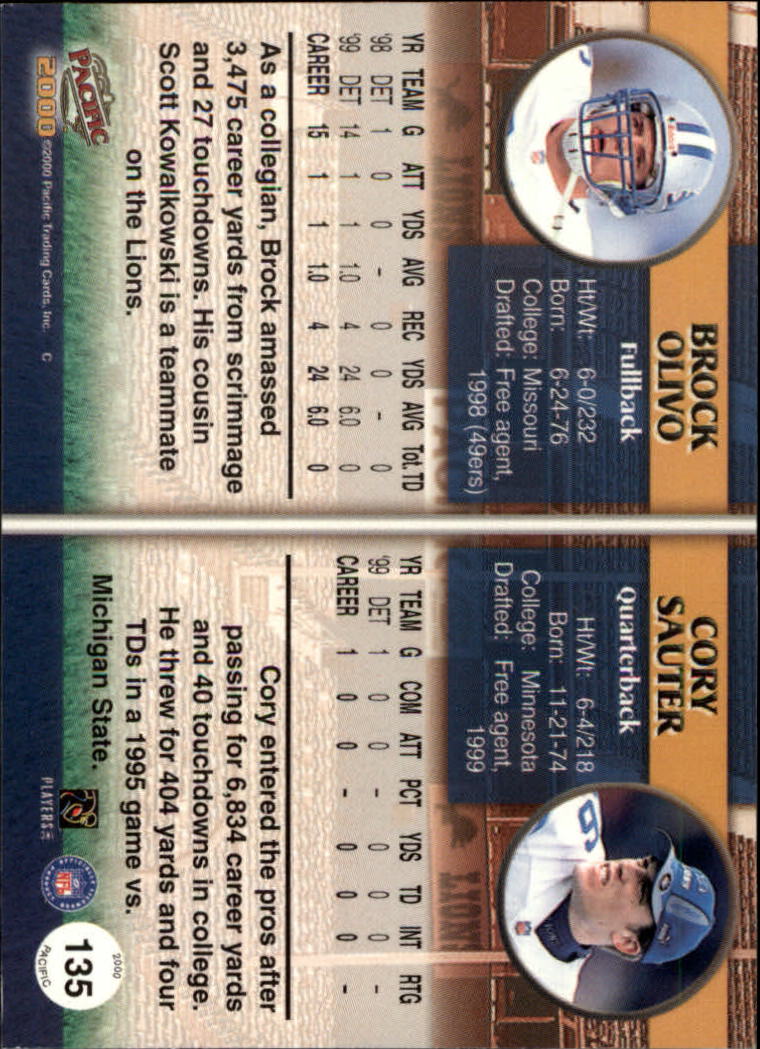 BROCK
OLIVO
Fullback
Ht/Wt: 6-0/232
Born: 6-24-76
College: Missouri
Drafted: Free agent,
1998 (49ers)
YR TEAM G ATT YDS AVG REC YDS AVG Tot.TD
'98 DET 1 0 0 - 0 0 - 0
'99 DET 14 1 1 1.0 4 24 6.0 0
CAREER 15 1 1 1.0 4 24 6.0 0
As a collegian, Brock amassed
3,475 career yards from scrimmage
and 27 touchdowns. His cousin
Scott Kowalkowski is a teammate
on the Lions.
PACIFIC
2000 ©2000 Pacific Trading Cards, Inc. C
CORY
SAUTER
Quarterback
Ht/Wt: 6-4/218
Born: 11-21-74
College: Minnesota
Drafted: Free agent,
1999
LIONS
LIONS
YR TEAM G COM ATT PCT YDS TD INT RTG
'99 DET 1 0 0 - 0 0 0 -
CAREER 1 0 0 - 0 0 0 -
Cory entered the pros after
passing for 6,834 career yards
and 40 touchdowns in college.
He threw for 404 yards and four
TDs in a 1995 game vs.
Michigan State.
PLAYERS INC
NFL
2000
135
PACIFIC